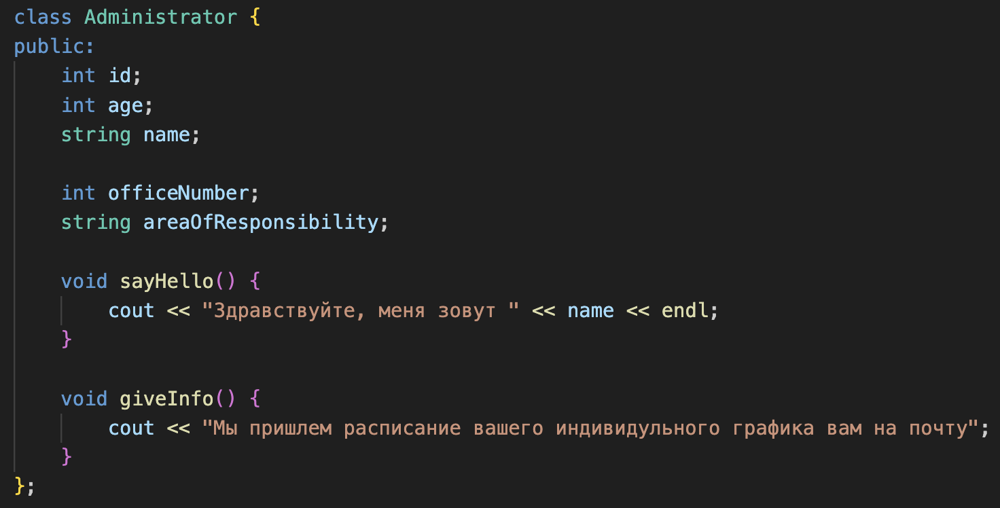 class Administrator {
public:
    int id;
    int age;
    string name;

    int officeNumber;
    string areaOfResponsibility;

    void sayHello() {
        cout << "Здравствуйте, меня зовут " << name << endl;
    }

    void giveInfo() {
        cout << "Мы пришлем расписание вашего индивидульного графика вам на почту";
    }
};